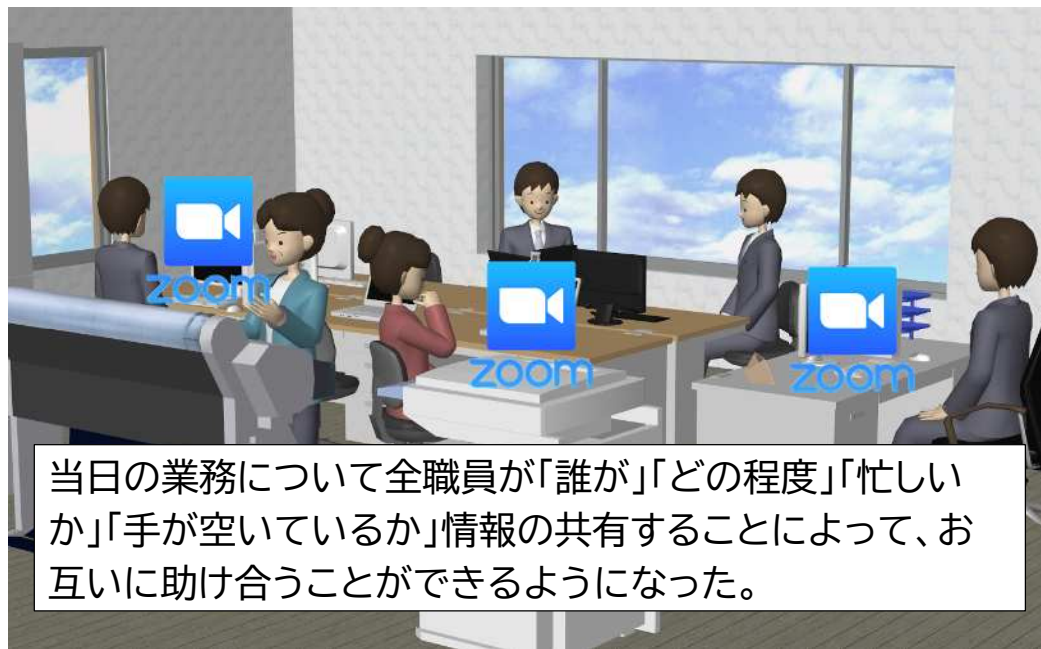 zoom
zoom
zoom
当日の業務について全職員が「誰が」「どの程度」「忙しい
か」「手が空いているか」情報の共有することによって、お
互いに助け合うことができるようになった。